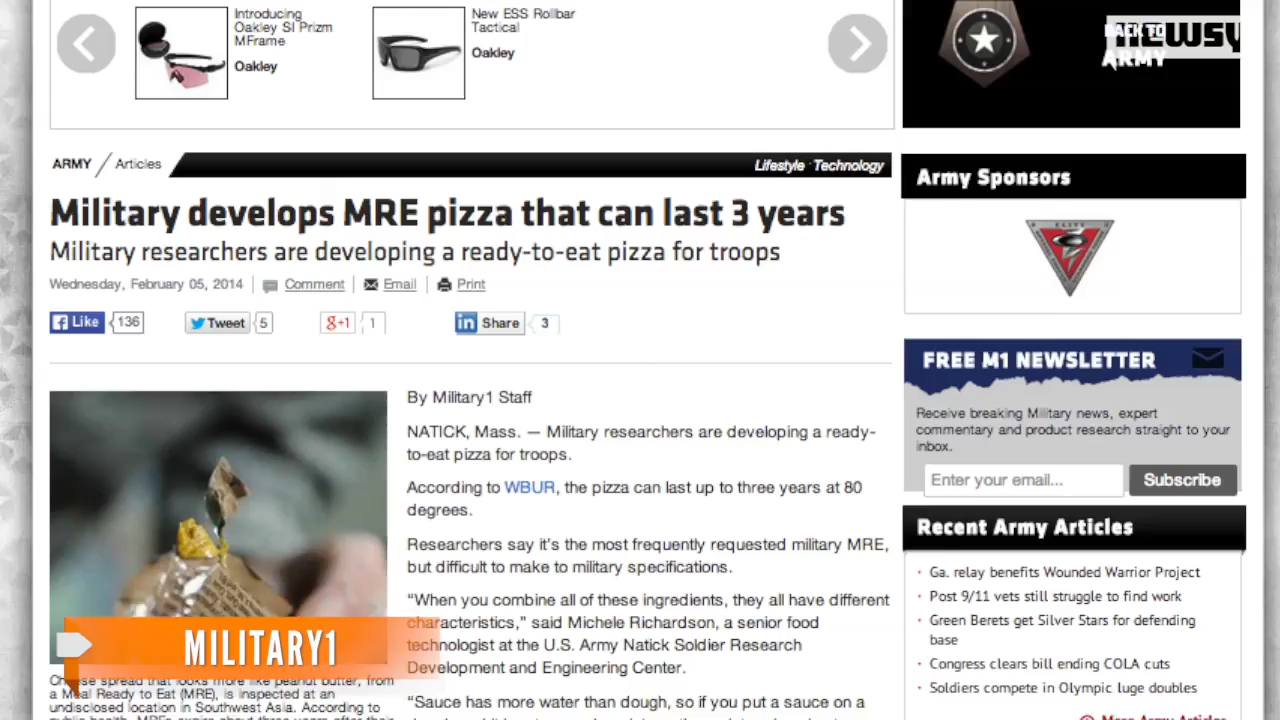 Introducing
Oakley SI Prizm
MFrame
Oakley
New ESS Rollbar
Tactical
Oakley
BACK TO
ARMY
NEWSY
ARMY
Articles
Lifestyle · Technology
Military develops MRE pizza that can last 3 years
Military researchers are developing a ready-to-eat pizza for troops
Wednesday, February 05, 2014
Comment
Email
Print
Like
136
Tweet
5
+1
1
in Share
3
By Military1 Staff
NATICK, Mass. — Military researchers are developing a ready-
to-eat pizza for troops.
According to WBUR, the pizza can last up to three years at 80
degrees.
Researchers say it's the most frequently requested military MRE,
but difficult to make to military specifications.
“When you combine all of these ingredients, they all have different
characteristics,” said Michele Richardson, a senior food
technologist at the U.S. Army Natick Soldier Research
Development and Engineering Center.
“Sauce has more water than dough, so if you put a sauce on a
MILITARY1
Cheese spread that looks more like peanut butter, from
a Meal Ready to Eat (MRE), is inspected at an
undisclosed location in Southwest Asia. According to
Army Sponsors
ELITE
FREE M1 NEWSLETTER
Receive breaking Military news, expert
commentary and product research straight to your
inbox.
Enter your email...
Subscribe
Recent Army Articles
Ga. relay benefits Wounded Warrior Project
Post 9/11 vets still struggle to find work
Green Berets get Silver Stars for defending
base
Congress clears bill ending COLA cuts
Soldiers compete in Olympic luge doubles
More Army Articles